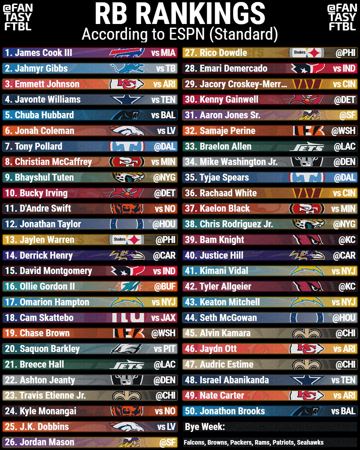 @FAN
TASY
FTBL
RB RANKINGS
According to ESPN (Standard)
@FAN
TASY
FTBL
1. James Cook III vs MIA
2. Jahmyr Gibbs vs TB
3. Emmett Johnson vs ARI
4. Javonte Williams vs TEN
5. Chuba Hubbard vs BAL
6. Jonah Coleman vs LV
7. Tony Pollard @DAL
8. Christian McCaffrey vs MIN
9. Bhayshul Tuten @NYG
10. Bucky Irving @DET
11. D'Andre Swift vs NO
12. Jonathan Taylor @HOU
13. Jaylen Warren Steelers @PHI
14. Derrick Henry @CAR
15. David Montgomery vs IND
16. Ollie Gordon II @BUF
17. Omarion Hampton vs NYJ
18. Cam Skattebo vs JAX
19. Chase Brown @WSH
20. Saquon Barkley vs PIT
21. Breece Hall JETS @LAC
22. Ashton Jeanty @DEN
23. Travis Etienne Jr. @CHI
24. Kyle Monangai vs NO
25. J.K. Dobbins vs LV
26. Jordan Mason @SF
27. Rico Dowdle Steelers @PHI
28. Emari Demercado vs IND
29. Jacory Croskey-Merr... vs CIN
30. Kenny Gainwell @DET
31. Aaron Jones Sr. @SF
32. Samaje Perine @WSH
33. Braelon Allen JETS @LAC
34. Mike Washington Jr. @DEN
35. Tyjae Spears @DAL
36. Rachaad White vs CIN
37. Kaelon Black vs MIN
38. Chris Rodriguez Jr. @NYG
39. Bam Knight @KC
40. Justice Hill @CAR
41. Kimani Vidal vs NYJ
42. Tyler Allgeier @KC
43. Keaton Mitchell vs NYJ
44. Seth McGowan @HOU
45. Alvin Kamara @CHI
46. Jaydn Ott vs ARI
47. Audric Estime @CHI
48. Israel Abanikanda vs TEN
49. Nate Carter vs ARI
50. Jonathon Brooks vs BAL
Bye Week:
Falcons, Browns, Packers, Rams, Patriots, Seahawks